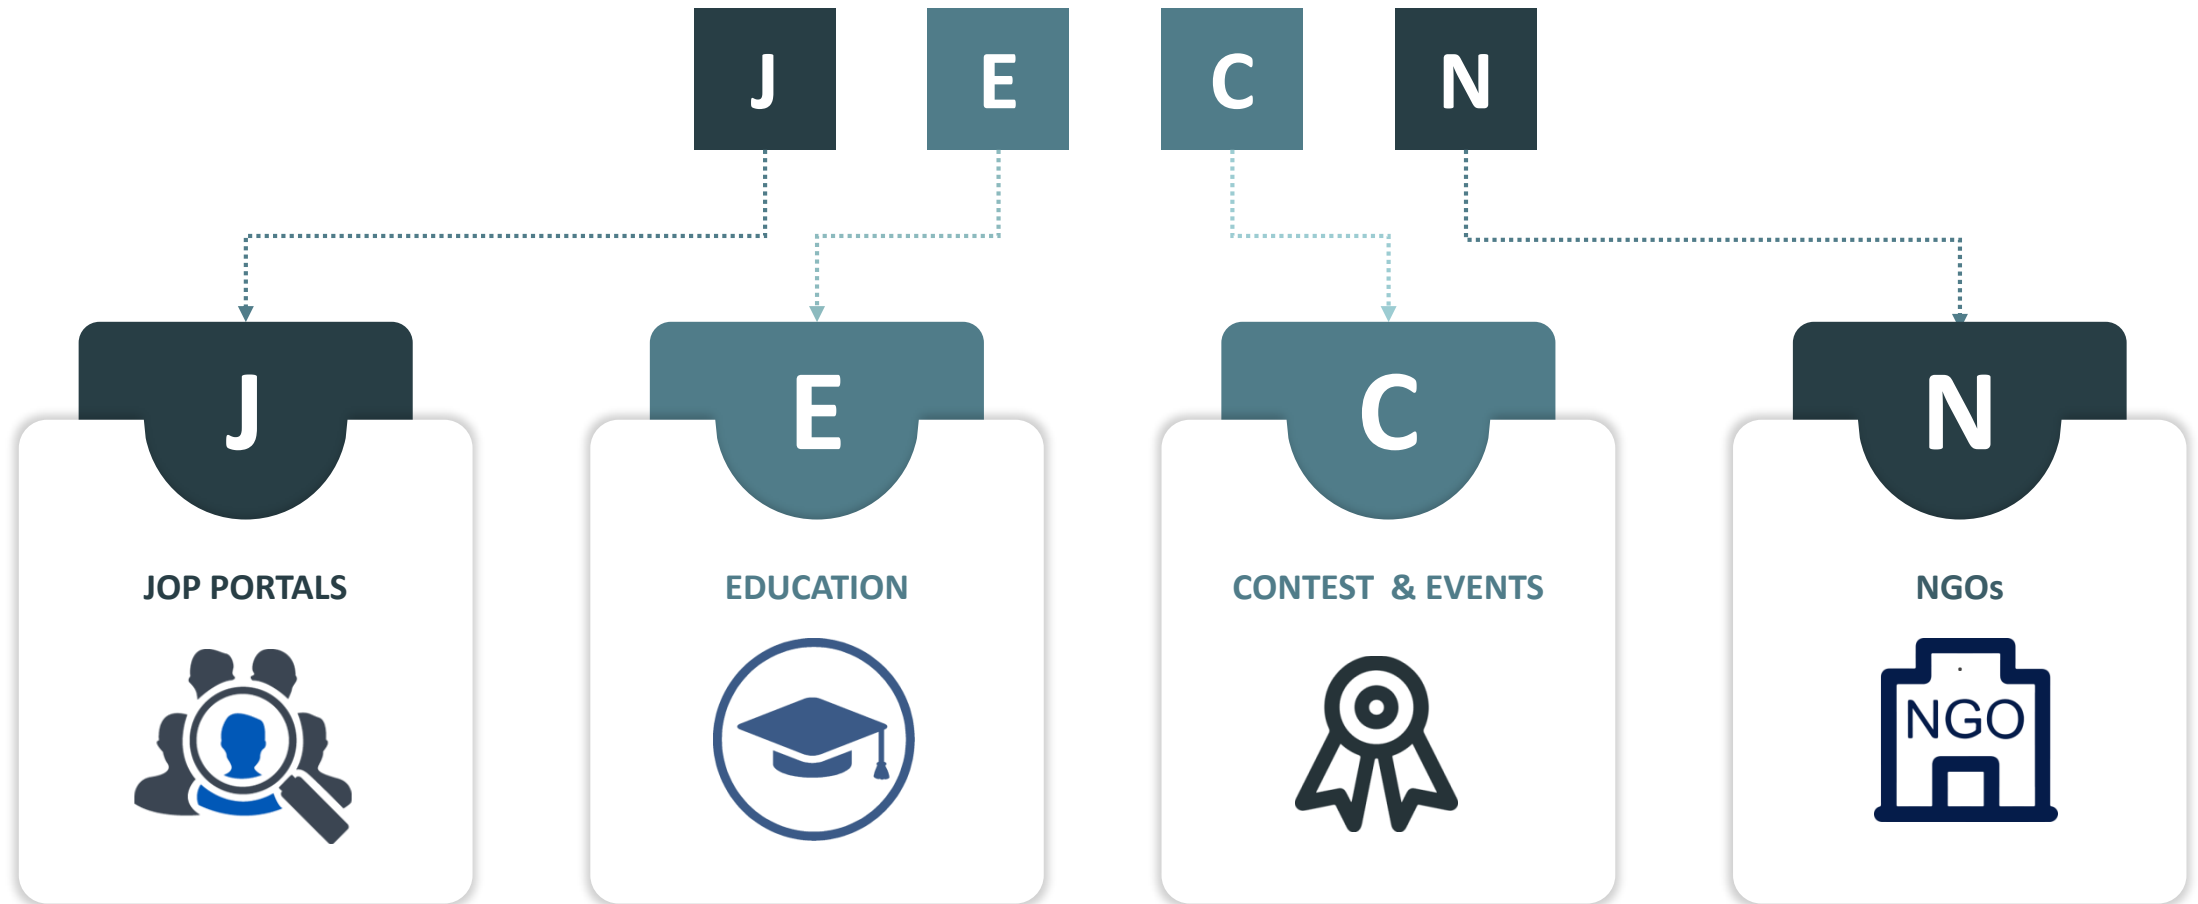 J
E
C
N
J
E
C
N
JOP PORTALS
EDUCATION
CONTEST & EVENTS
NGOs
NGO